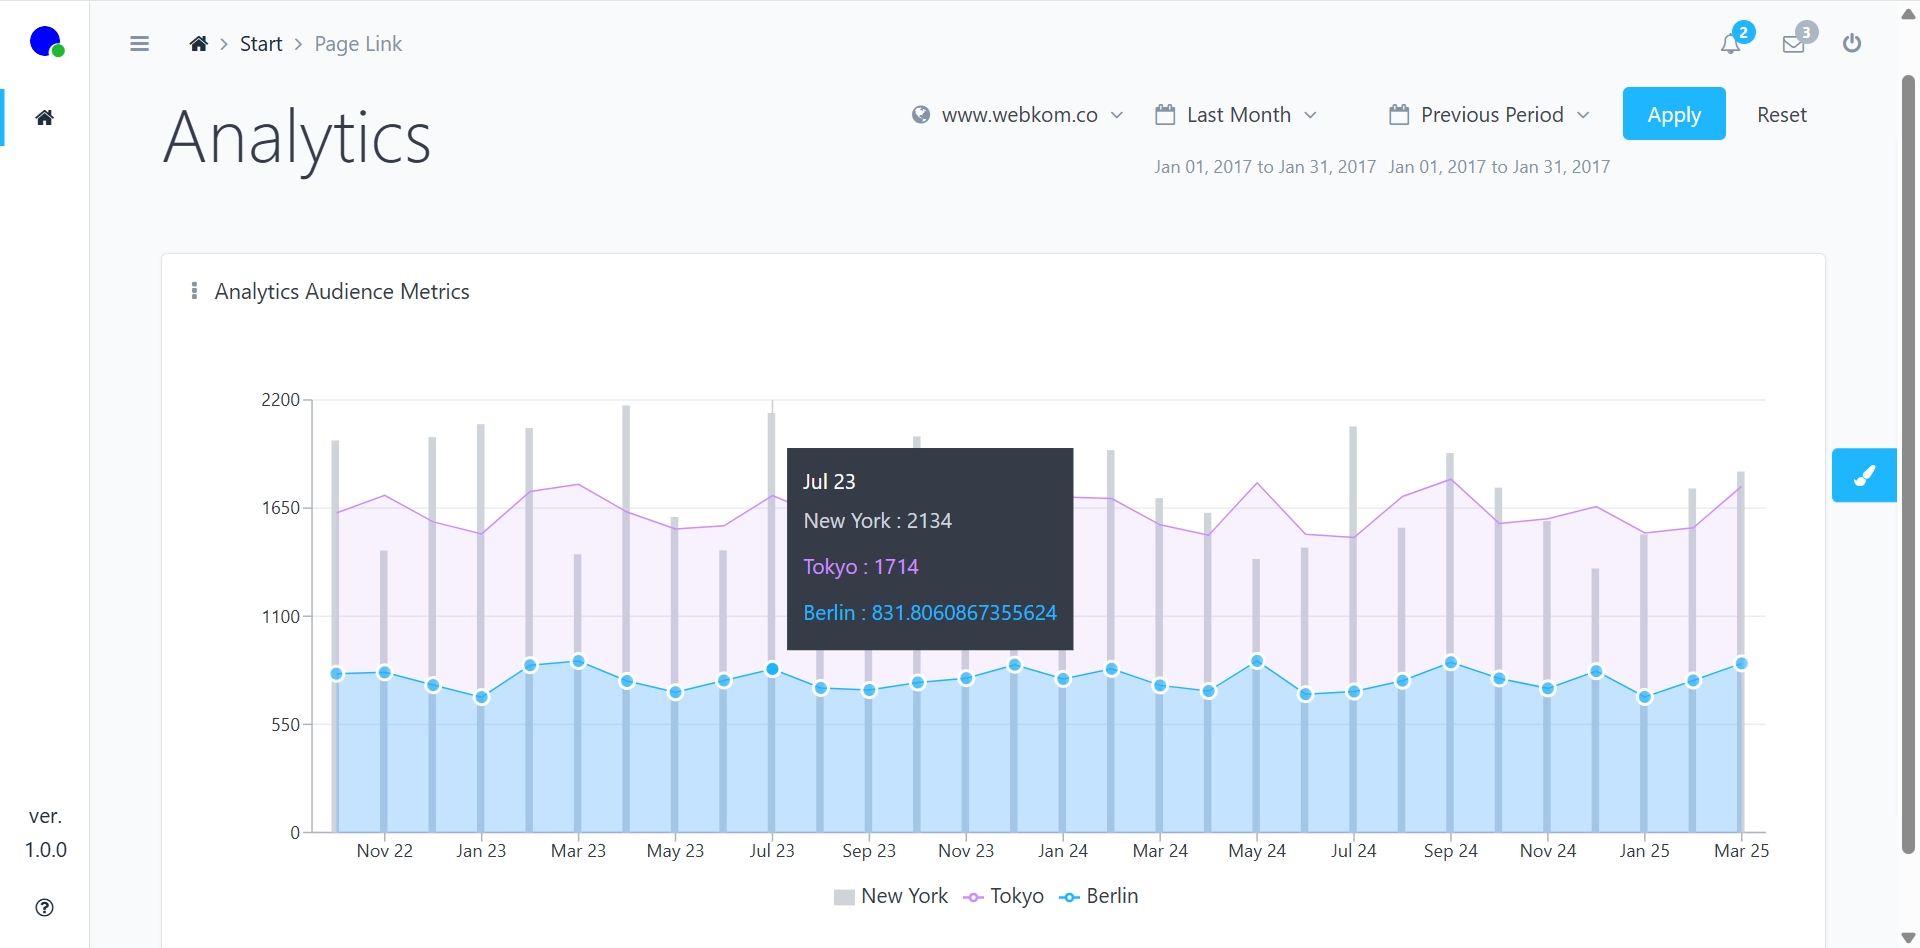 Start
Page Link
2
3
Analytics
www.webkom.co
Last Month
Previous Period
Apply
Reset
Jan 01, 2017 to Jan 31, 2017
Jan 01, 2017 to Jan 31, 2017
Analytics Audience Metrics
2200
1650
1100
550
0
Jul 23
New York : 2134
Tokyo : 1714
Berlin : 831.8060867355624
Nov 22
Jan 23
Mar 23
May 23
Jul 23
Sep 23
Nov 23
Jan 24
Mar 24
May 24
Jul 24
Sep 24
Nov 24
Jan 25
Mar 25
New York
Tokyo
Berlin
ver.
1.0.0